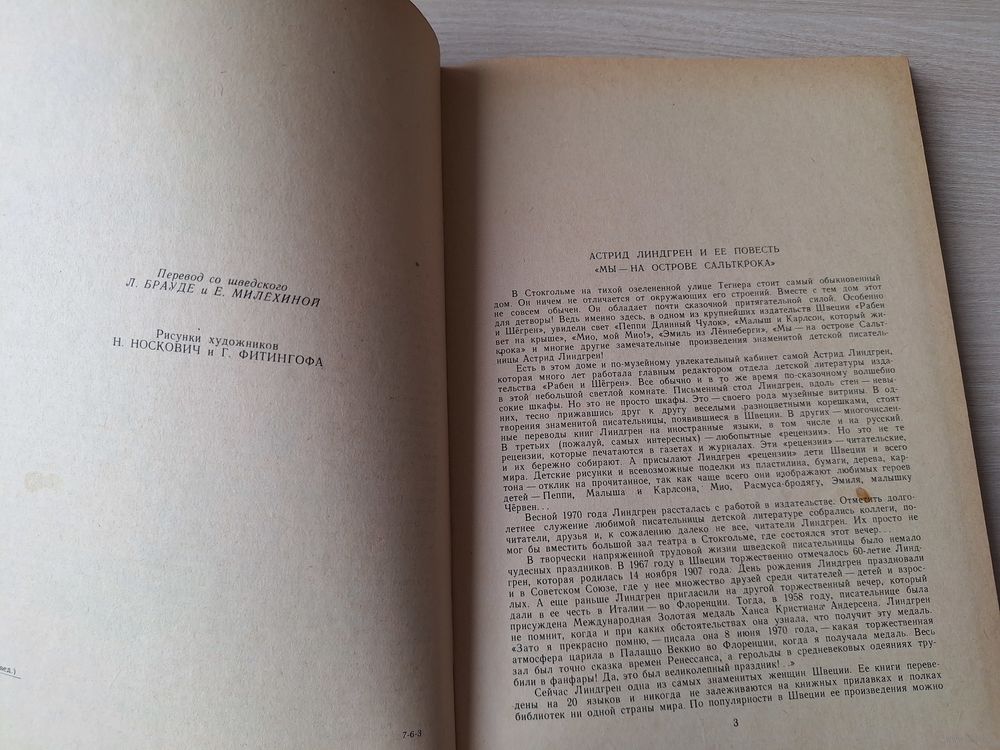 Перевод со шведского
Л. БРАУДЕ и Е. МИЛЕХИНОЙ
Рисунки художников
Н. НОСКОВИЧ и Г. ФИТИНГОФА
вед.)
7-6-3
АСТРИД ЛИНДГРЕН И ЕЕ ПОВЕСТЬ
«МЫ — НА ОСТРОВЕ САЛЬТКРОКА»
В Стокгольме на тихой озелененной улице Тегнера стоит самый обыкновенный
дом. Он ничем не отличается от окружающих его строений. Вместе с тем дом этот
не совсем обычен. Он обладает почти сказочной притягательной силой. Особенно
для детворы! Ведь именно здесь, в одном из крупнейших издательств Швеции «Рабен
и Шёгрен», увидели свет «Пеппи Длинный Чулок», «Малыш и Карлсон, который жи-
вет на крыше», «Мио, мой Мио!», «Эмиль из Лённеберги», «Мы — на острове Сальт-
крока» и многие другие замечательные произведения знаменитой детской писатель-
ницы Астрид Линдгрен!
Есть в этом доме и по-музейному увлекательный кабинет самой Астрид Линдгрен,
которая много лет работала главным редактором отдела детской литературы изда-
тельства «Рабен и Шёгрен». Все обычно и в то же время по-сказочному волшебно
в этой небольшой светлой комнате. Письменный стол Линдгрен, вдоль стен — невы-
сокие шкафы. Но это не просто шкафы. Это — своего рода музейные витрины. В од-
них, тесно прижавшись друг к другу веселыми разноцветными корешками, стоят
творения знаменитой писательницы, появившиеся в Швеции. В других — многочислен-
ные переводы книг Линдгрен на иностранные языки, в том числе и на русский.
В третьих (пожалуй, самых интересных) — любопытные «рецензии». Но это не те
рецензии, которые печатаются в газетах и журналах. Эти «рецензии» — читательские,
и их бережно собирают. А присылают Линдгрен «рецензии» дети Швеции и всего
мира. Детские рисунки и всевозможные поделки из пластилина, бумаги, дерева, кар-
тона — отклик на прочитанное, так как чаще всего они изображают любимых героев
детей — Пеппи, Малыша и Карлсона, Мио, Расмуса-бродягу, Эмиля, малышку
Чёрвен...
Весной 1970 года Линдгрен рассталась с работой в издательстве. Отметить долго-
летнее служение любимой писательницы детской литературе собрались коллеги, пи-
читатели, друзья и, к сожалению далеко не все, читатели Линдгрен. Их просто не
мог бы вместить большой зал театра в Стокгольме, где состоялся этот вечер...
В творчески напряженной трудовой жизни шведской писательницы было немало
чудесных праздников. В 1967 году в Швеции торжественно отмечалось 60-летие Линд-
грен, которая родилась 14 ноября 1907 года. День рождения Линдгрен праздновали
и в Советском Союзе, где у нее множество друзей среди читателей — детей и взрос-
лых. А еще раньше Линдгрен пригласили на другой торжественный вечер, который
дали в ее честь в Италии — во Флоренции. Тогда, в 1958 году, писательнице была
присуждена Международная Золотая медаль Ханса Кристиана Андерсена. Линдгрен
не помнит, когда и при каких обстоятельствах она узнала, что получит эту медаль.
«Зато я прекрасно помню, — писала она 8 июня 1970 года, — какая торжественная
атмосфера царила в Палаццо Веккио во Флоренции, когда я получала медаль. Весь
зал был точно сказка времен Ренессанса, а герольды в средневековых одеяниях тру-
били в фанфары! Да, это был великолепный праздник!..»
Сейчас Линдгрен одна из самых знаменитых женщин Швеции. Ее книги переве-
дены на 20 языков и никогда не залеживаются на книжных прилавках и полках
библиотек ни одной страны мира. По популярности в Швеции ее произведения можно
3